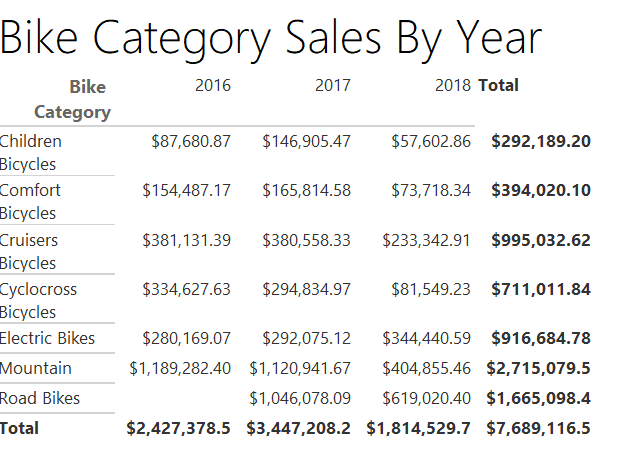 Bike Category Sales By Year
Bike Category 2016 2017 2018 Total
Children Bicycles $87,680.87 $146,905.47 $57,602.86 $292,189.20
Comfort Bicycles $154,487.17 $165,814.58 $73,718.34 $394,020.10
Cruisers Bicycles $381,131.39 $380,558.33 $233,342.91 $995,032.62
Cyclocross Bicycles $334,627.63 $294,834.97 $81,549.23 $711,011.84
Electric Bikes $280,169.07 $292,075.12 $344,440.59 $916,684.78
Mountain $1,189,282.40 $1,120,941.67 $404,855.46 $2,715,079.5
Road Bikes $1,046,078.09 $619,020.40 $1,665,098.4
Total $2,427,378.5 $3,447,208.2 $1,814,529.7 $7,689,116.5